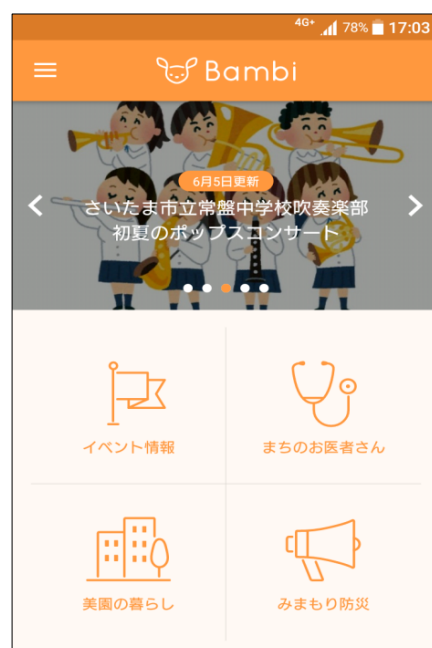 4G+ 78% 17:03
Bambi
6月5日更新
さいたま市立常盤中学校吹奏楽部
初夏のポップスコンサート
イベント情報
まちのお医者さん
美園の暮らし
みまもり防災